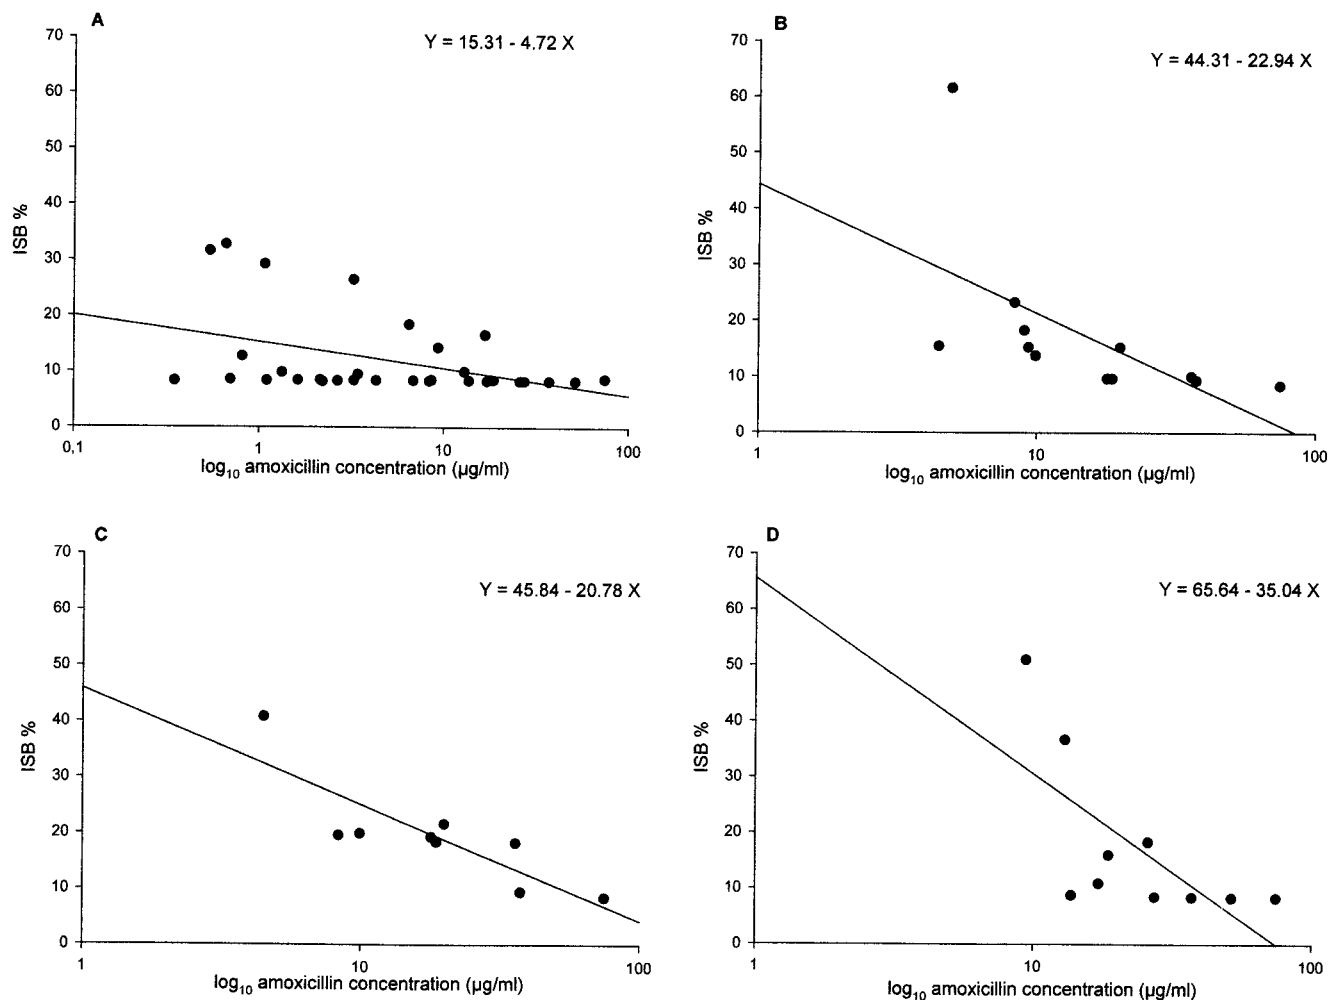 A
Y = 15.31 - 4.72 X
70
60
50
40
30
20
10
0
ISB %
0,1
1
10
100
log10 amoxicillin concentration (µg/ml)
B
Y = 44.31 - 22.94 X
70
60
50
40
30
20
10
0
ISB %
1
10
100
log10 amoxicillin concentration (µg/ml)
C
Y = 45.84 - 20.78 X
70
60
50
40
30
20
10
0
ISB %
1
10
100
log10 amoxicillin concentration (µg/ml)
D
Y = 65.64 - 35.04 X
70
60
50
40
30
20
10
0
ISB %
1
10
100
log10 amoxicillin concentration (µg/ml)